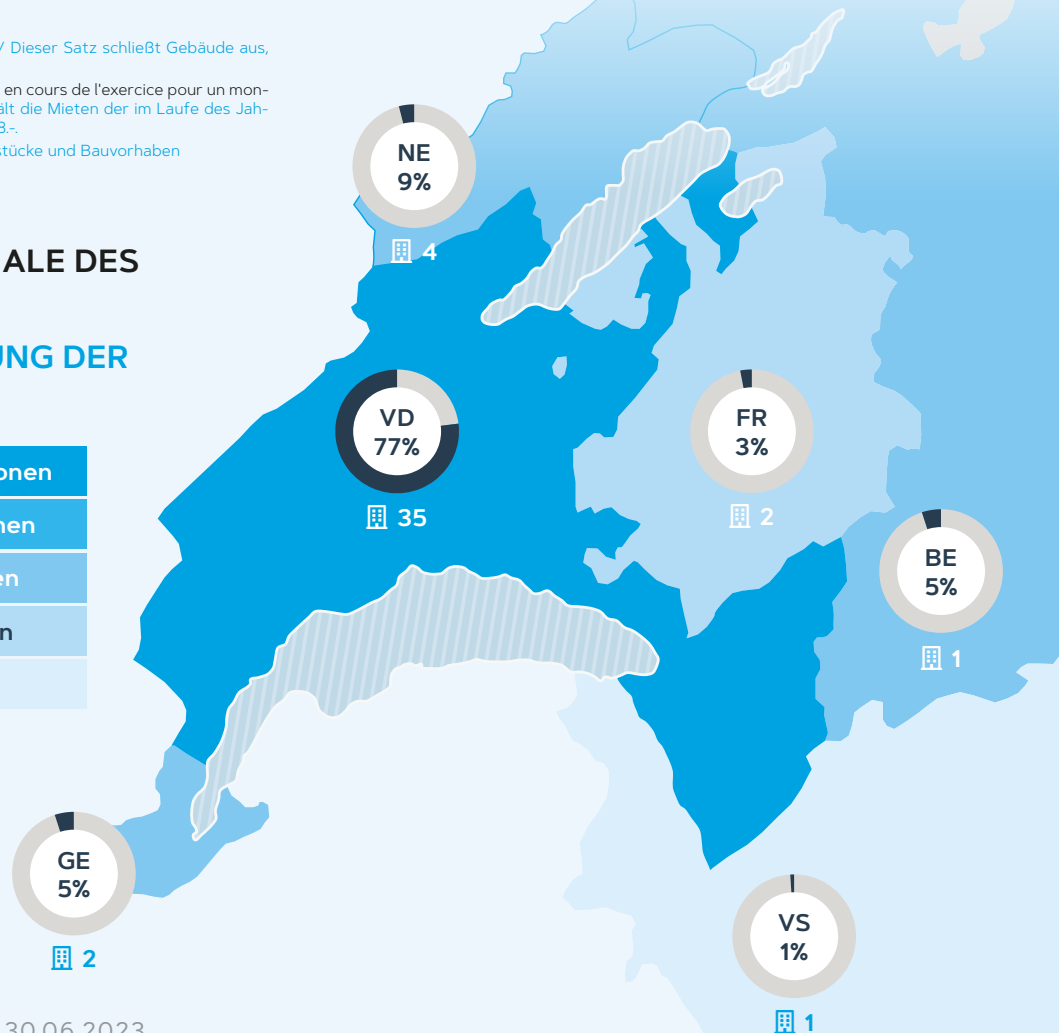 / Dieser Satz schließt Gebäude aus,
en cours de l'exercice pour un mon-
ält die Mieten der im Laufe des Jah-
3.-.
stücke und Bauvorhaben
ALE DES
UNG DER
onen
nen
en
n
NE
9%
4
VD
77%
35
FR
3%
2
BE
5%
1
GE
5%
2
VS
1%
1
30.06.2023